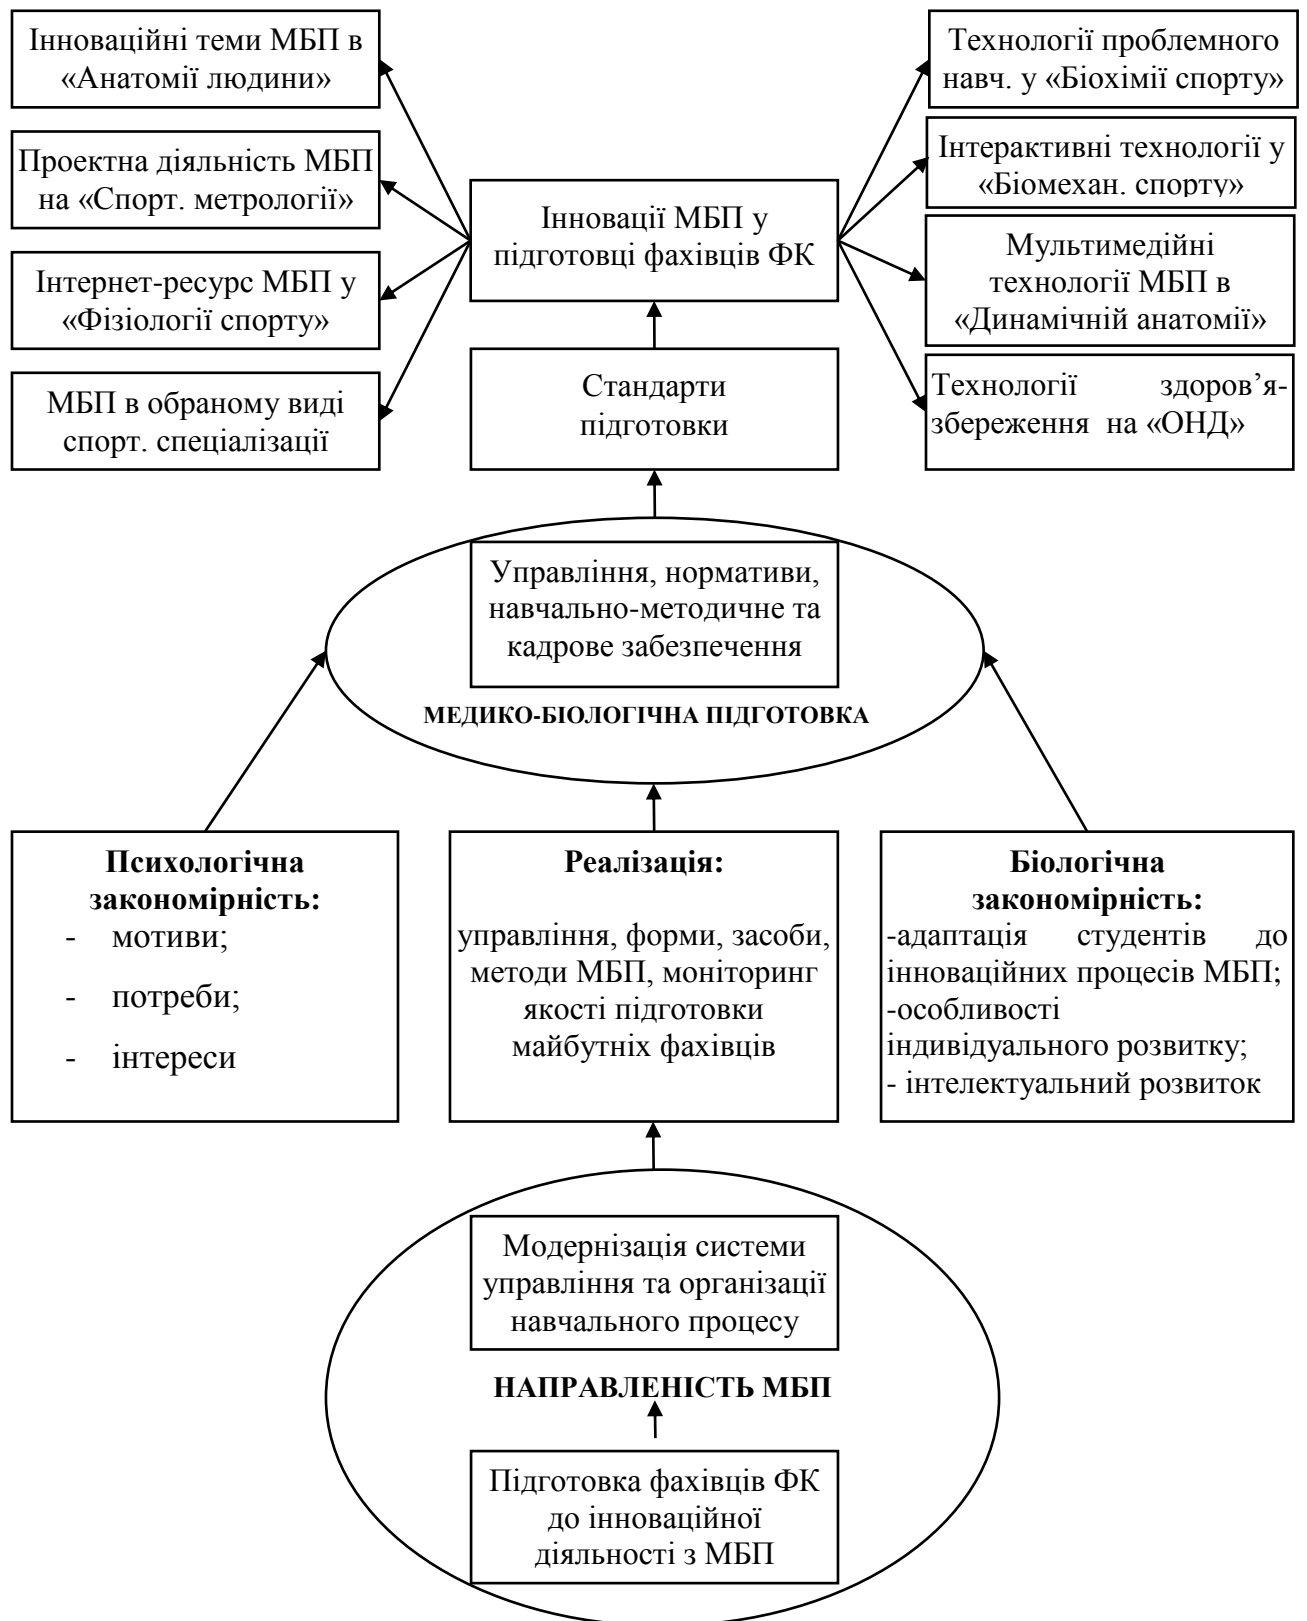 Інноваційні теми МБП в
«Анатомії людини»
Проектна діяльність МБП
на «Спорт. метрології»
Інтернет-ресурс МБП у
«Фізіології спорту»
МБП в обраному виді
спорт. спеціалізації
Інновації МБП у
підготовці фахівців ФК
Стандарти
підготовки
Технології проблемного
навч. у «Біохімії спорту»
Інтерактивні технології у
«Біомехан. спорту»
Мультимедійні
технології МБП в
«Динамічній анатомії»
Технології здоров’я-
збереження на «ОНД»
Управління, нормативи,
навчально-методичне та
кадрове забезпечення
МЕДИКО-БІОЛОГІЧНА ПІДГОТОВКА
Психологічна
закономірність:
- мотиви;
- потреби;
- інтереси
Реалізація:
управління, форми, засоби,
методи МБП, моніторинг
якості підготовки
майбутніх фахівців
Біологічна
закономірність:
-адаптація студентів до
інноваційних процесів МБП;
-особливості
індивідуального розвитку;
- інтелектуальний розвиток
Модернізація системи
управління та організації
навчального процесу
НАПРАВЛЕНІСТЬ МБП
Підготовка фахівців ФК
до інноваційної
діяльності з МБП